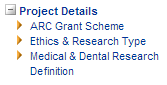 Project Details
ARC Grant Scheme
Ethics & Research Type
Medical & Dental Research
Definition